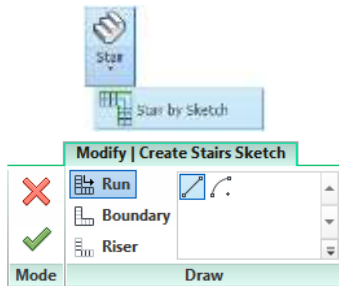 Stair
Stair by Sketch
Modify | Create Stairs Sketch
Run
Boundary
Riser
Mode
Draw